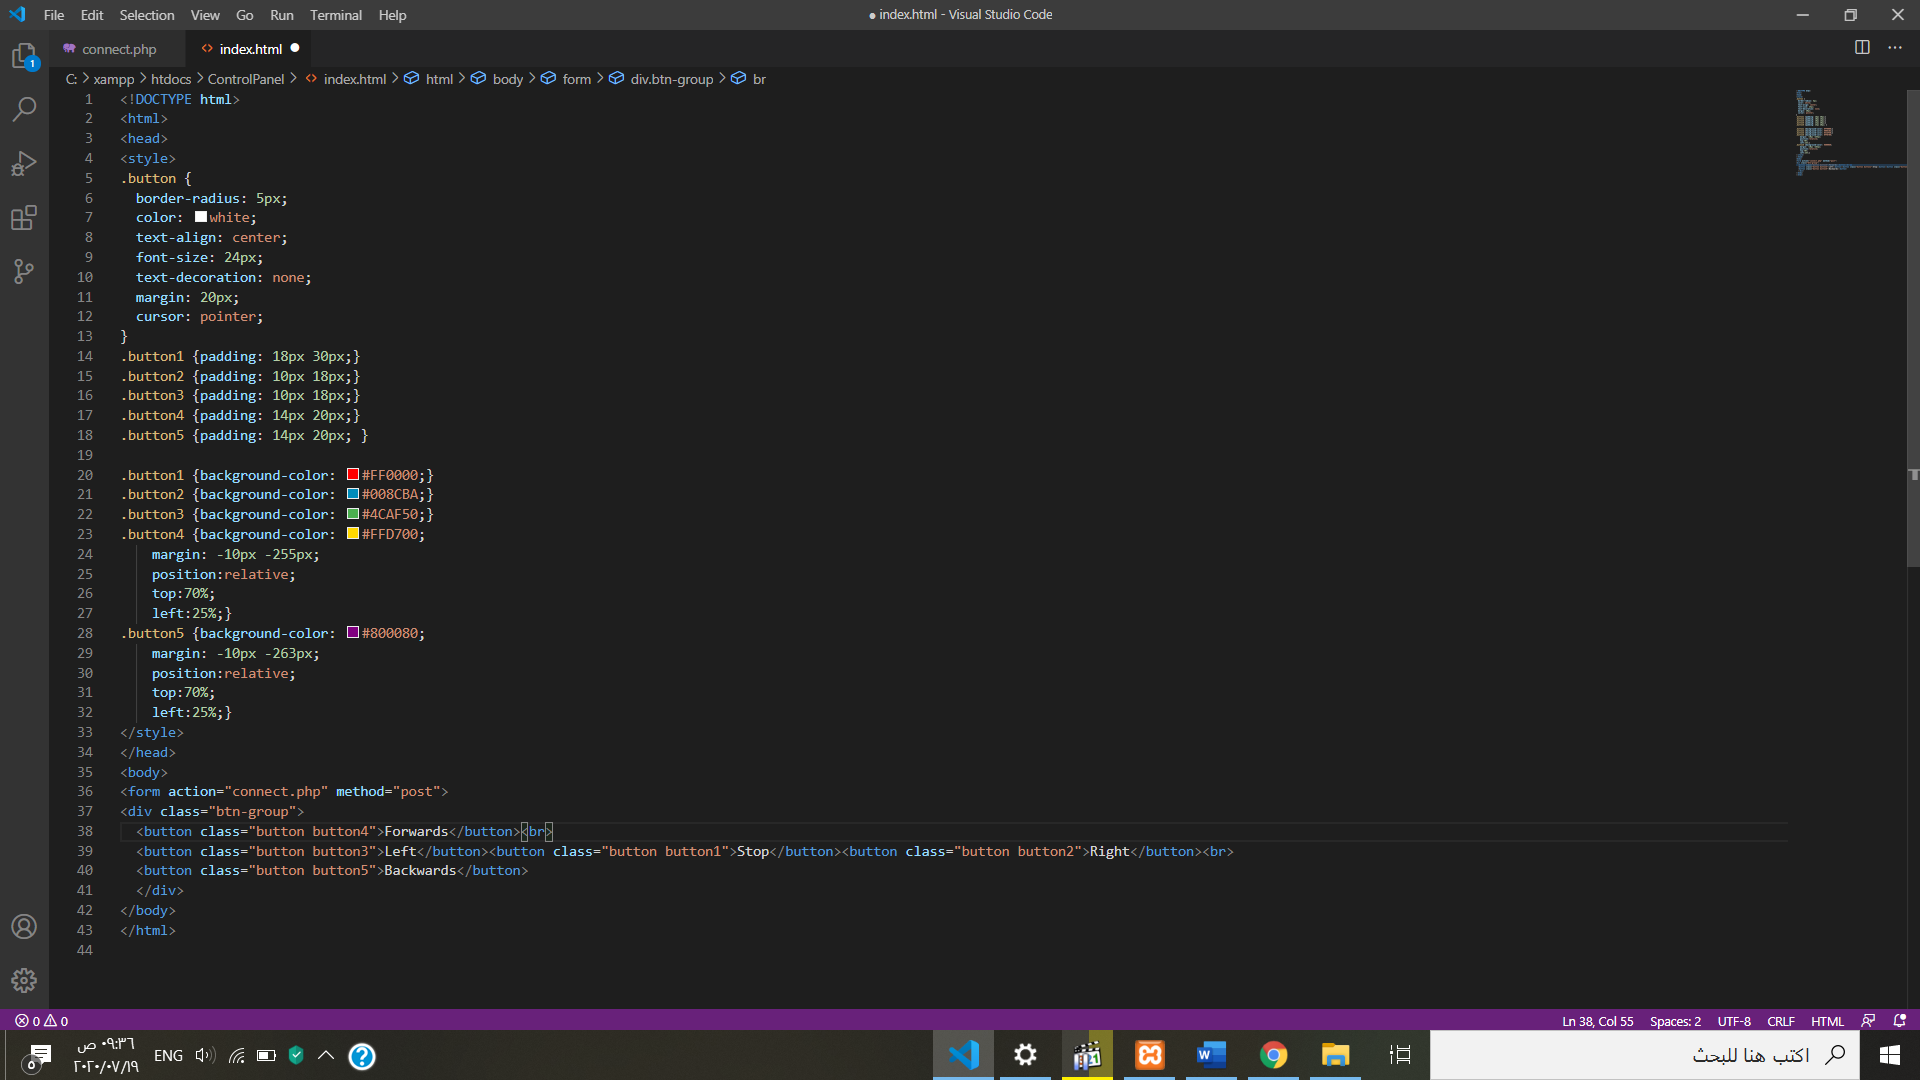 File Edit Selection View Go Run Terminal Help
● index.html - Visual Studio Code
connect.php
index.html ●
C: > xampp > htdocs > ControlPanel > index.html > html > body > form > div.btn-group > br
1 <!DOCTYPE html>
2 <html>
3 <head>
4 <style>
5 .button {
6   border-radius: 5px;
7   color: white;
8   text-align: center;
9   font-size: 24px;
10   text-decoration: none;
11   margin: 20px;
12   cursor: pointer;
13 }
14 .button1 {padding: 18px 30px;}
15 .button2 {padding: 10px 18px;}
16 .button3 {padding: 10px 18px;}
17 .button4 {padding: 14px 20px;}
18 .button5 {padding: 14px 20px; }
19
20 .button1 {background-color: #FF0000;}
21 .button2 {background-color: #008CBA;}
22 .button3 {background-color: #4CAF50;}
23 .button4 {background-color: #FFD700;
24     margin: -10px -255px;
25     position:relative;
26     top:70%;
27     left:25%;}
28 .button5 {background-color: #800080;
29     margin: -10px -263px;
30     position:relative;
31     top:70%;
32     left:25%;}
33 </style>
34 </head>
35 <body>
36 <form action="connect.php" method="post">
37 <div class="btn-group">
38   <button class="button button4">Forwards</button><br>
39   <button class="button button3">Left</button><button class="button button1">Stop</button><button class="button button2">Right</button><br>
40   <button class="button button5">Backwards</button>
41   </div>
42 </body>
43 </html>
44
1
0 0
Ln 38, Col 55 Spaces: 2 UTF-8 CRLF HTML
٠٩:٣٦ ص
٢٠٢٠/٠٧/١٩
٥
ENG
اكتب هنا للبحث